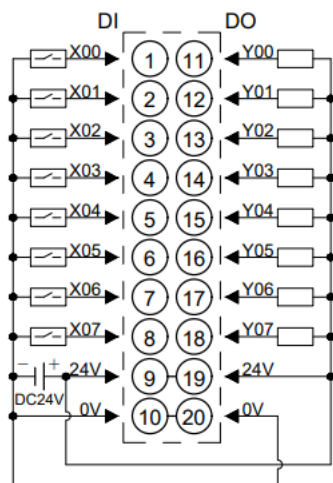 DI DO
X00 1 11 Y00
X01 2 12 Y01
X02 3 13 Y02
X03 4 14 Y03
X04 5 15 Y04
X05 6 16 Y05
X06 7 17 Y06
X07 8 18 Y07
− + 24V 9 19 24V
DC24V 0V 10 20 0V